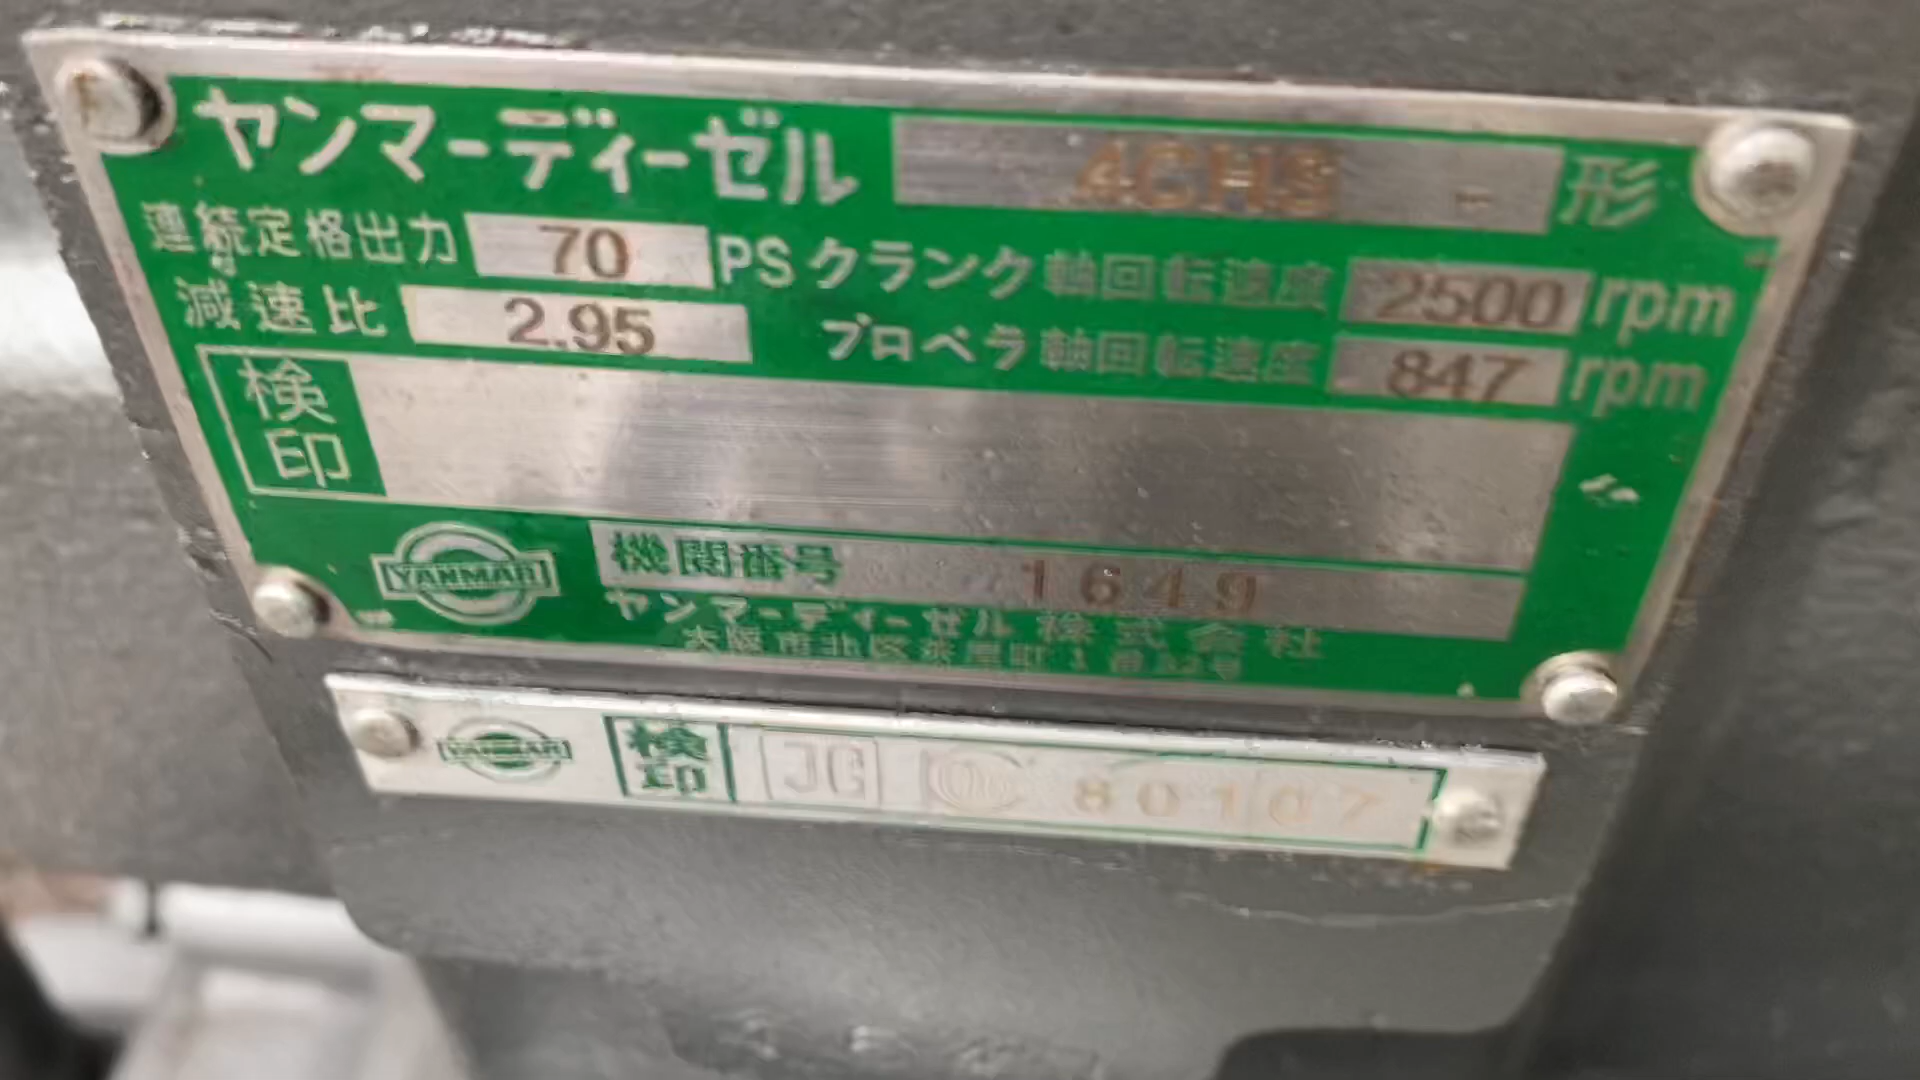 ヤンマーディーゼル 4CHS 形
連続定格出力 70 PS クランク軸回転速度 2500 rpm
減速比 2.95 プロペラ軸回転速度 847 rpm
検印
YANMAR 機関番号 1649
ヤンマーディーゼル株式会社
大阪市北区茶屋町1番32号
YANMAR 検印 JG 80107